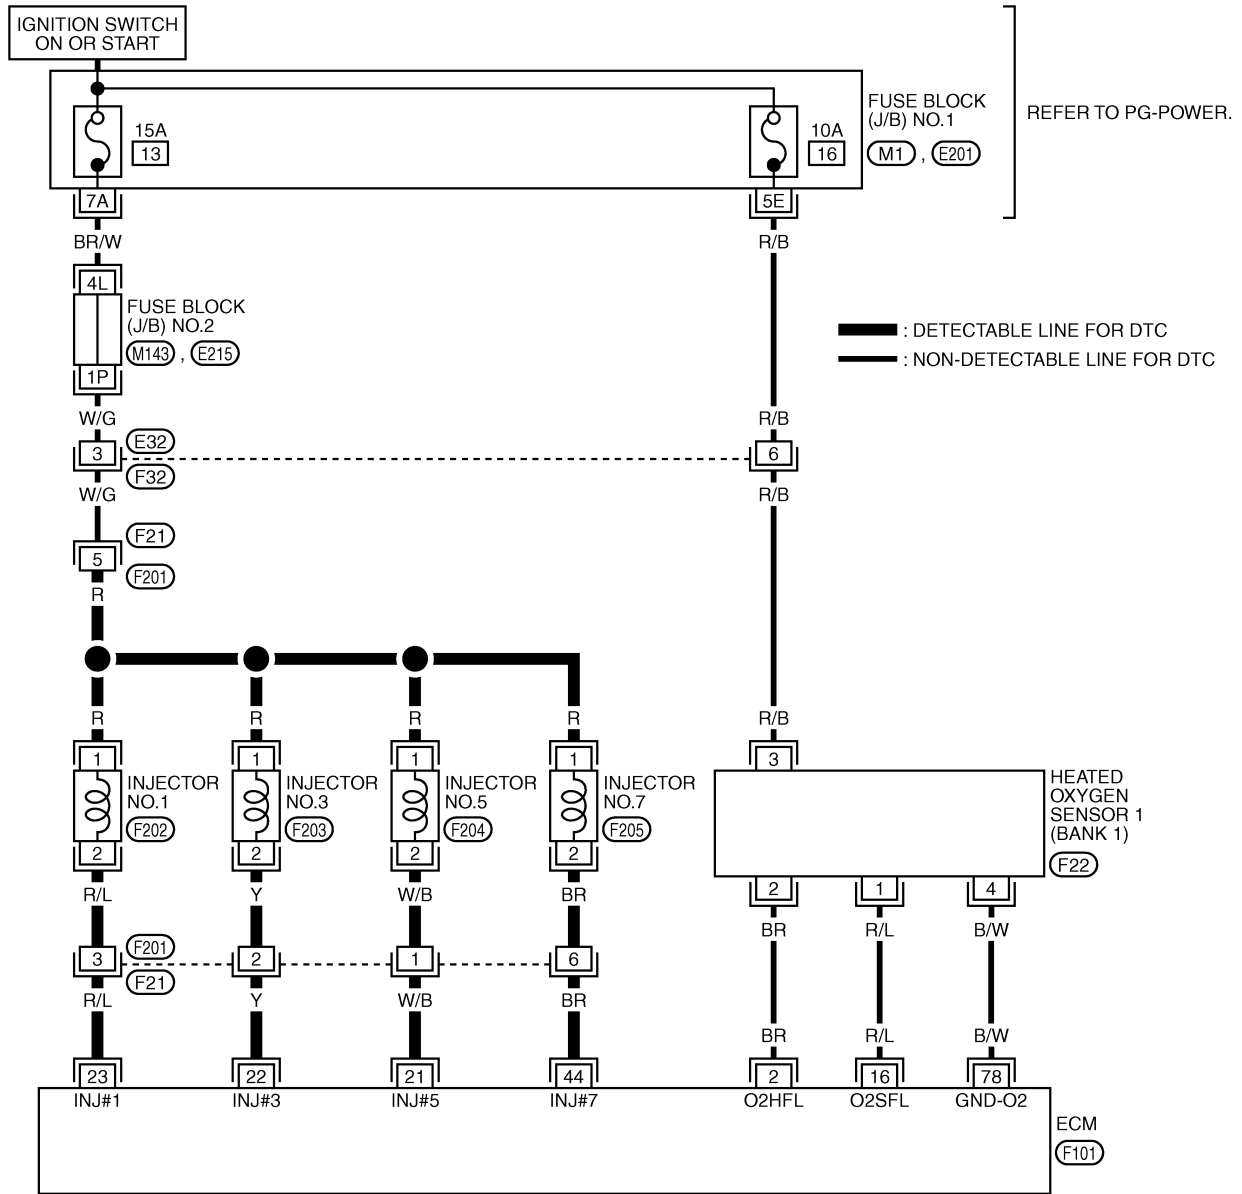 IGNITION SWITCH
ON OR START
FUSE BLOCK
(J/B) NO.1
M1 , E201
REFER TO PG-POWER.
15A
13
10A
16
7A
5E
BR/W
R/B
4L
FUSE BLOCK
(J/B) NO.2
M143 , E215
1P
: DETECTABLE LINE FOR DTC
: NON-DETECTABLE LINE FOR DTC
W/G
R/B
E32
3
6
F32
W/G
R/B
F21
5
F201
R
R
R
R
R
R/B
1
1
1
1
3
INJECTOR
NO.1
F202
INJECTOR
NO.3
F203
INJECTOR
NO.5
F204
INJECTOR
NO.7
F205
HEATED
OXYGEN
SENSOR 1
(BANK 1)
F22
2
2
2
2
2
1
4
R/L
Y
W/B
BR
BR
R/L
B/W
F201
3
2
1
6
F21
R/L
Y
W/B
BR
BR
R/L
B/W
23
22
21
44
2
16
78
INJ#1
INJ#3
INJ#5
INJ#7
O2HFL
O2SFL
GND-O2
ECM
F101